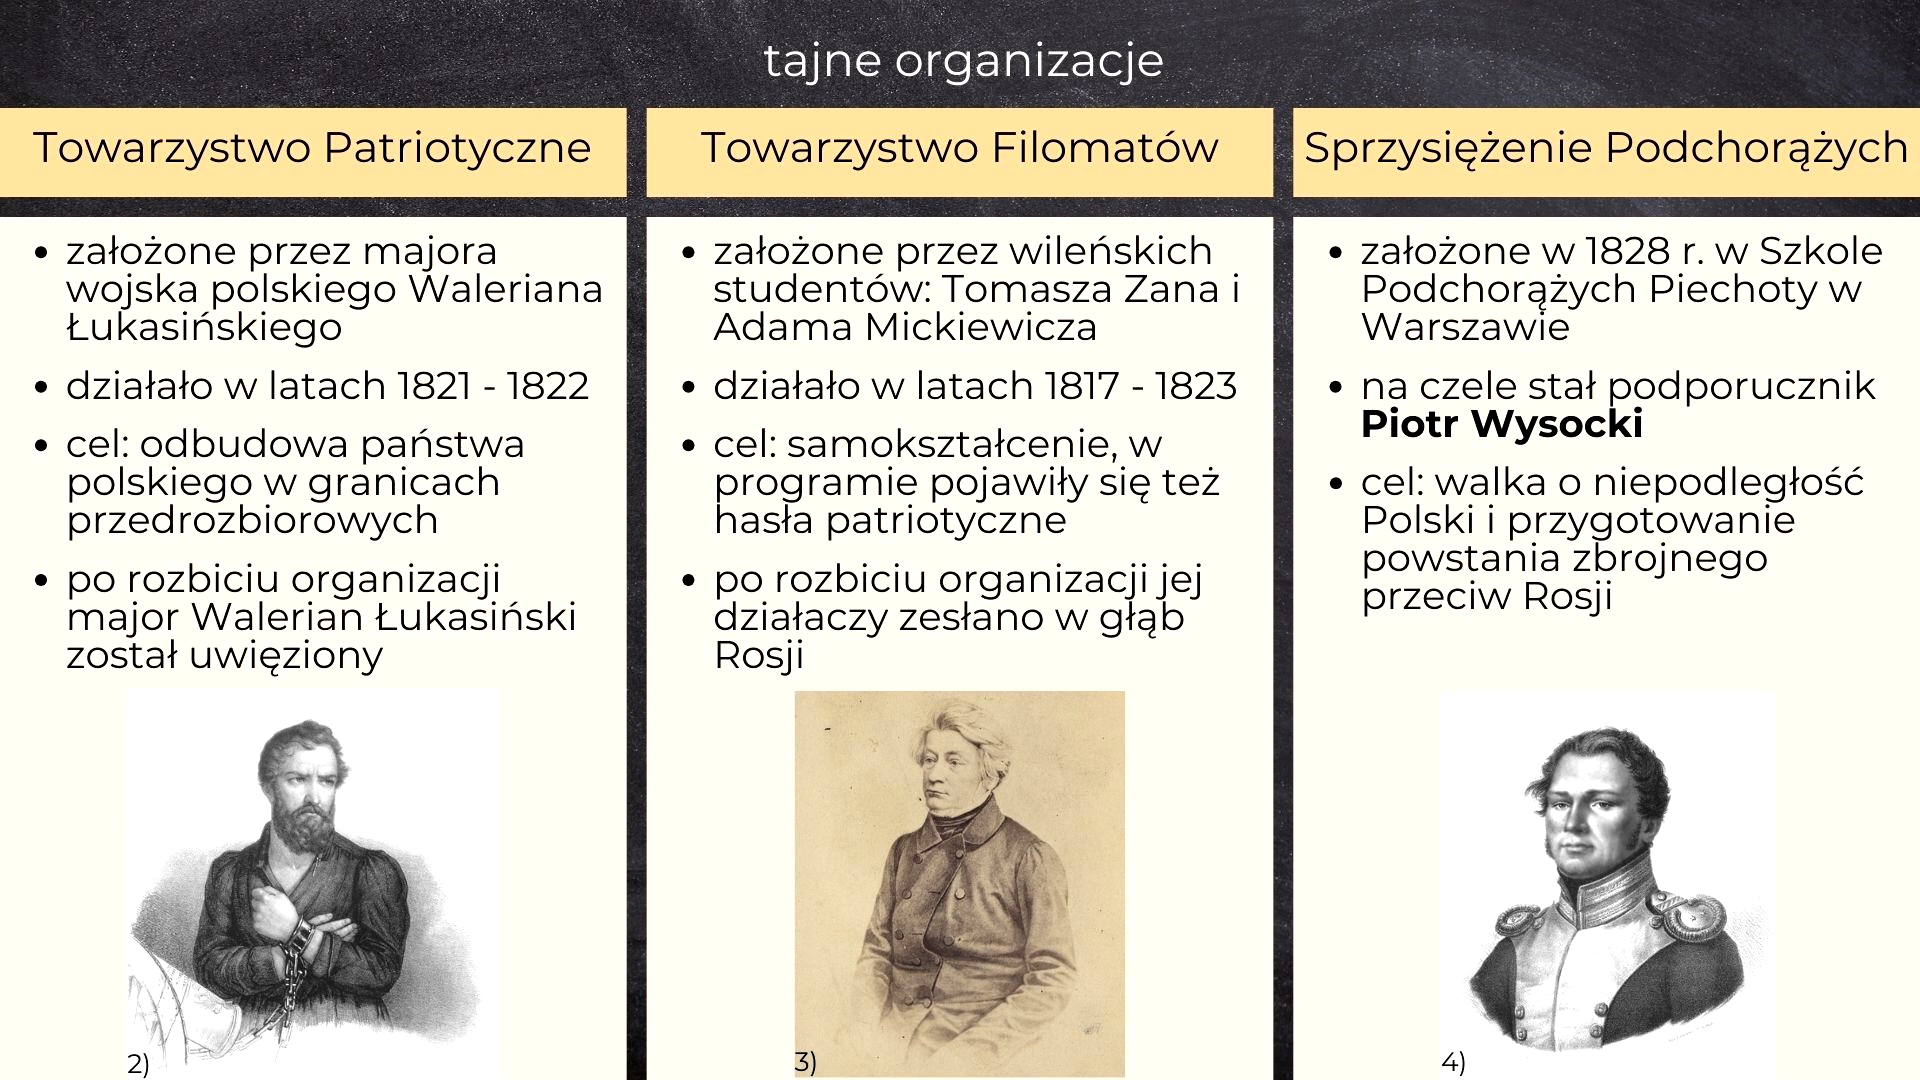 tajne organizacje
Towarzystwo Patriotyczne
• założone przez majora
wojska polskiego Waleriana
Łukasińskiego
• działało w latach 1821 - 1822
• cel: odbudowa państwa
polskiego w granicach
przedrozbiorowych
• po rozbiciu organizacji
major Walerian Łukasiński
został uwięziony
2)
Towarzystwo Filomatów
• założone przez wileńskich
studentów: Tomasza Zana i
Adama Mickiewicza
• działało w latach 1817 - 1823
• cel: samokształcenie, w
programie pojawiły się też
hasła patriotyczne
• po rozbiciu organizacji jej
działaczy zesłano w głąb
Rosji
3)
Sprzysiężenie Podchorążych
• założone w 1828 r. w Szkole
Podchorążych Piechoty w
Warszawie
• na czele stał podporucznik
Piotr Wysocki
• cel: walka o niepodległość
Polski i przygotowanie
powstania zbrojnego
przeciw Rosji
4)